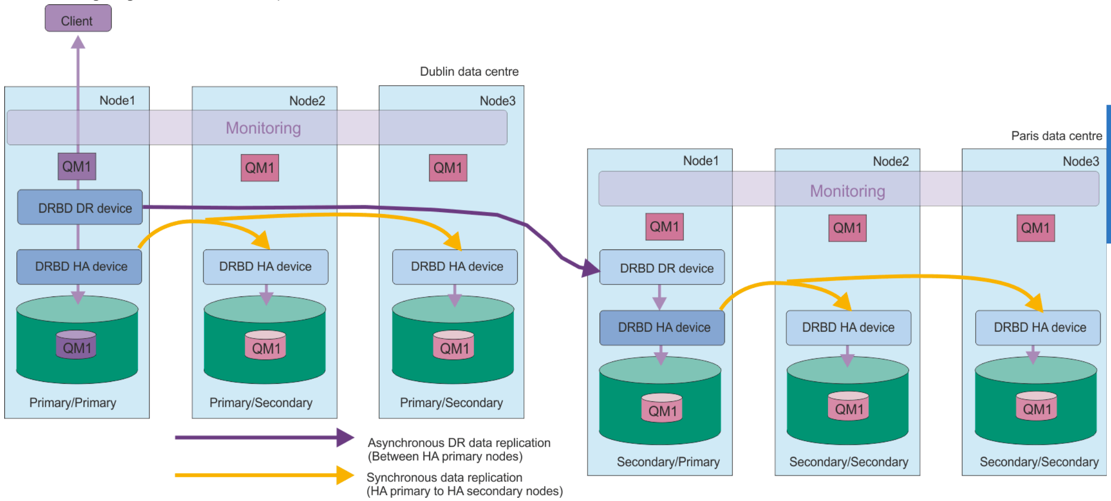 Client
Dublin data centre
Node1
Node2
Node3
Monitoring
QM1
QM1
QM1
DRBD DR device
DRBD HA device
DRBD HA device
DRBD HA device
QM1
QM1
QM1
Primary/Primary
Primary/Secondary
Primary/Secondary
Paris data centre
Node1
Node2
Node3
Monitoring
QM1
QM1
QM1
DRBD DR device
DRBD HA device
DRBD HA device
DRBD HA device
QM1
QM1
QM1
Secondary/Primary
Secondary/Secondary
Secondary/Secondary
Asynchronous DR data replication
(Between HA primary nodes)
Synchronous data replication
(HA primary to HA secondary nodes)